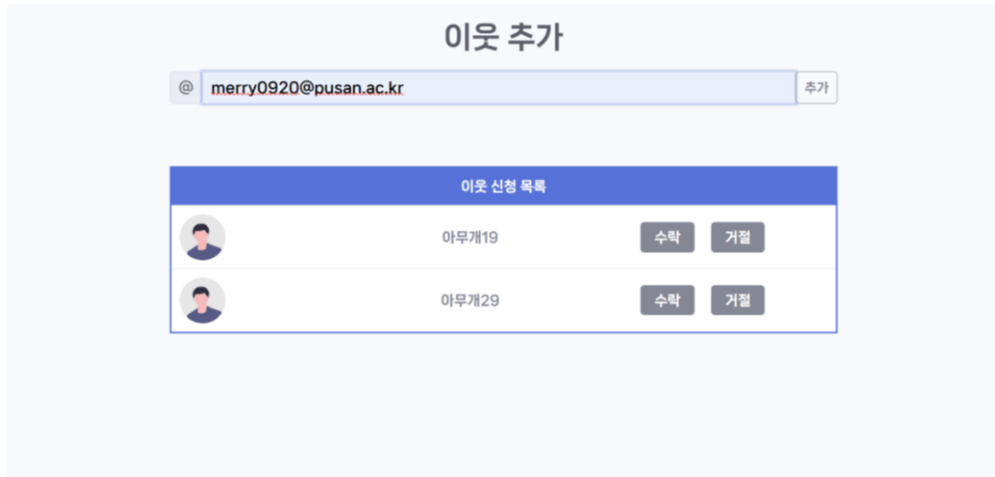 이웃 추가
@ merry0920@pusan.ac.kr 추가
이웃 신청 목록
아무개19 수락 거절
아무개29 수락 거절